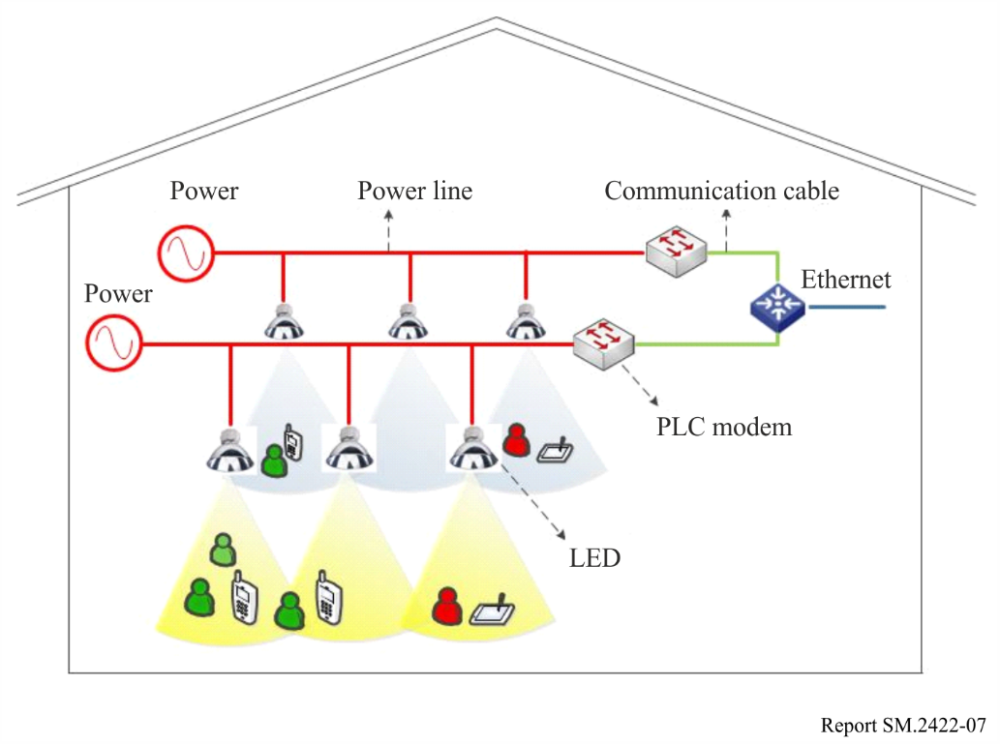 Power
Power line
Communication cable
Power
Ethernet
PLC modem
LED
Report SM.2422-07